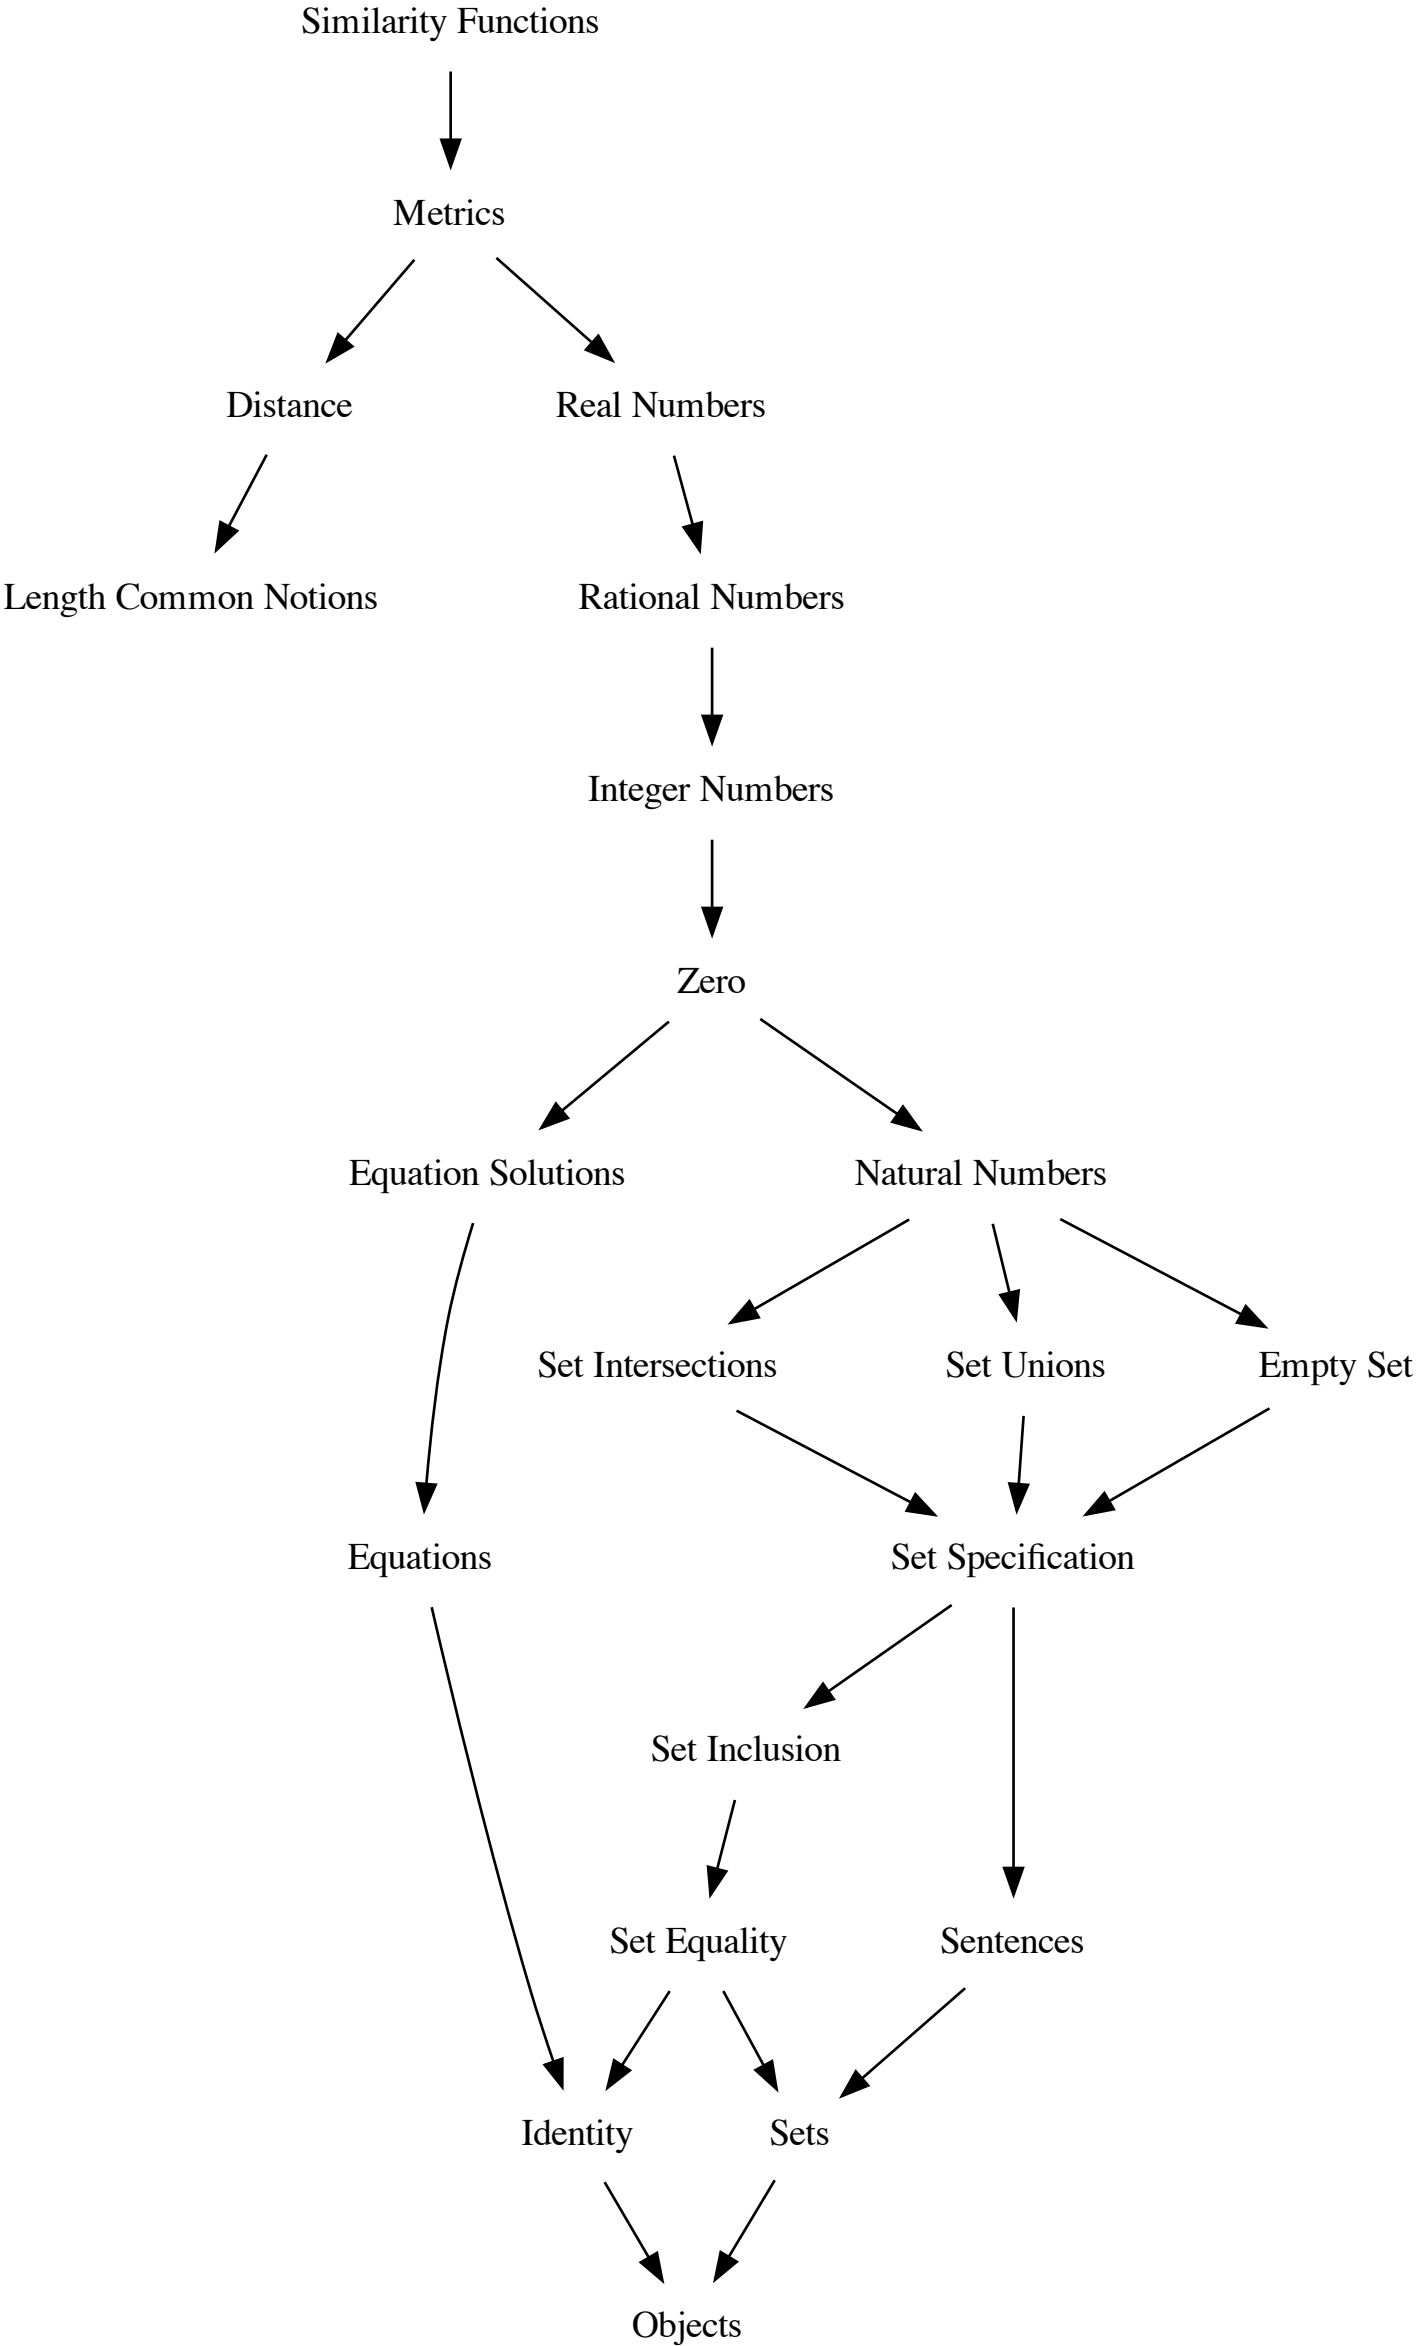 Similarity Functions
Metrics
Distance
Real Numbers
Length Common Notions
Rational Numbers
Integer Numbers
Zero
Equation Solutions
Natural Numbers
Set Intersections
Set Unions
Empty Set
Equations
Set Specification
Set Inclusion
Set Equality
Sentences
Identity
Sets
Objects